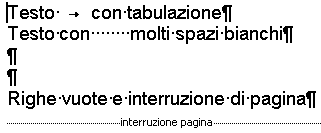 Testo· → con·tabulazione¶
Testo·con········molti·spazi·bianchi¶
¶
¶
Righe·vuote·e·interruzione·di·pagina¶
interruzione pagina